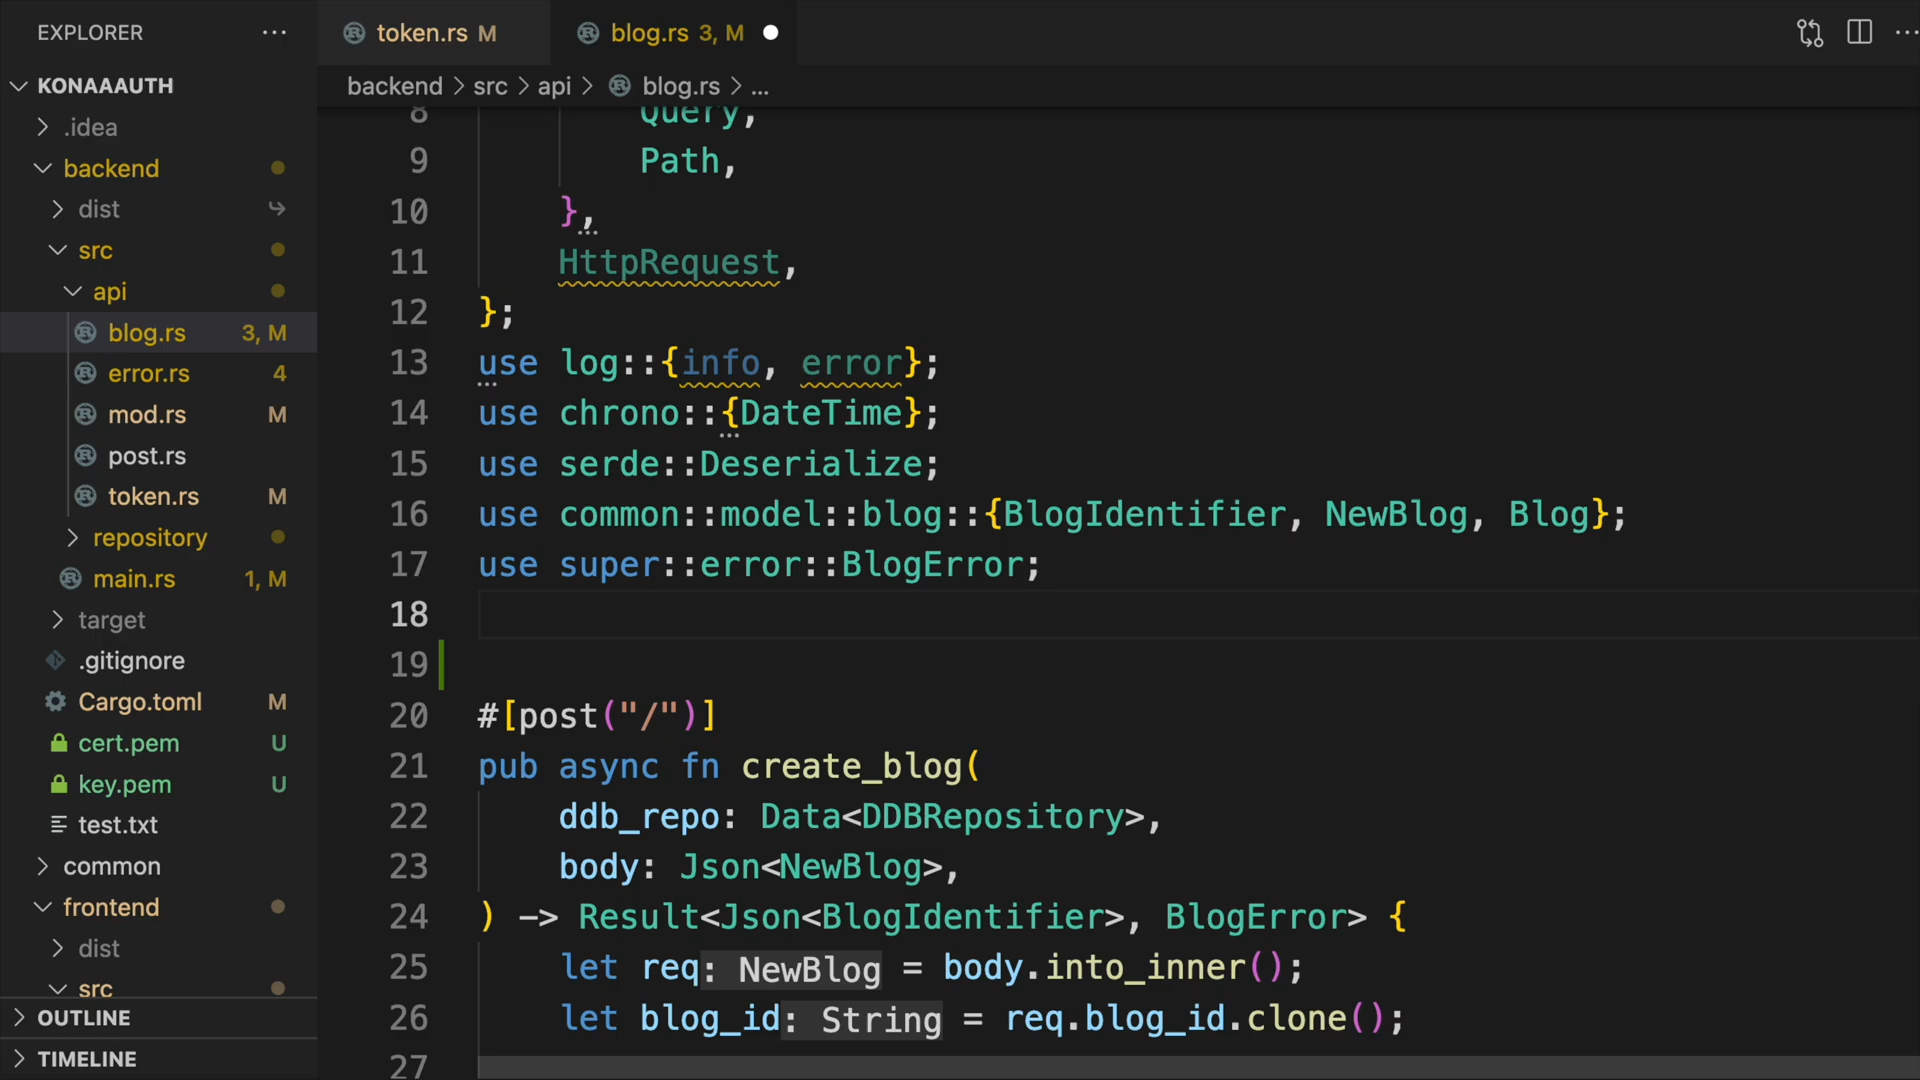 EXPLORER ...
KONAAAUTH
.idea
backend
dist
src
api
blog.rs 3, M
error.rs 4
mod.rs M
post.rs
token.rs M
repository
main.rs 1, M
target
.gitignore
Cargo.toml M
cert.pem U
key.pem U
test.txt
common
frontend
dist
src
OUTLINE
TIMELINE
token.rs M
blog.rs 3, M
backend > src > api > blog.rs > ...
8 Query,
9 Path,
10 },
11 HttpRequest,
12 };
13 use log::{info, error};
14 use chrono::{DateTime};
15 use serde::Deserialize;
16 use common::model::blog::{BlogIdentifier, NewBlog, Blog};
17 use super::error::BlogError;
18
19
20 #[post("/")]
21 pub async fn create_blog(
22 ddb_repo: Data<DDBRepository>,
23 body: Json<NewBlog>,
24 ) -> Result<Json<BlogIdentifier>, BlogError> {
25 let req: NewBlog = body.into_inner();
26 let blog_id: String = req.blog_id.clone();
27